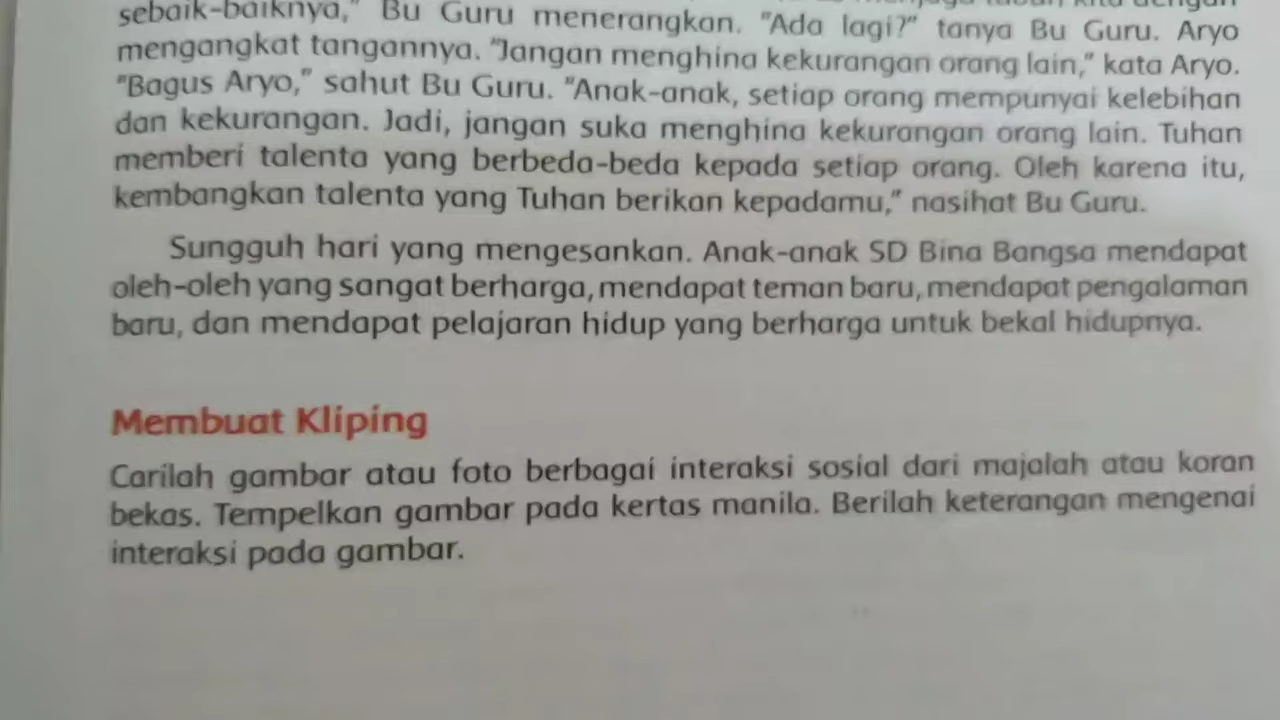 sebaik-baiknya," Bu Guru menerangkan. "Ada lagi?" tanya Bu Guru. Aryo
mengangkat tangannya. "Jangan menghina kekurangan orang lain," kata Aryo.
"Bagus Aryo," sahut Bu Guru. "Anak-anak, setiap orang mempunyai kelebihan
dan kekurangan. Jadi, jangan suka menghina kekurangan orang lain. Tuhan
memberi talenta yang berbeda-beda kepada setiap orang. Oleh karena itu,
kembangkan talenta yang Tuhan berikan kepadamu," nasihat Bu Guru.
Sungguh hari yang mengesankan. Anak-anak SD Bina Bangsa mendapat
oleh-oleh yang sangat berharga, mendapat teman baru, mendapat pengalaman
baru, dan mendapat pelajaran hidup yang berharga untuk bekal hidupnya.
Membuat Kliping
Carilah gambar atau foto berbagai interaksi sosial dari majalah atau koran
bekas. Tempelkan gambar pada kertas manila. Berilah keterangan mengenai
interaksi pada gambar.